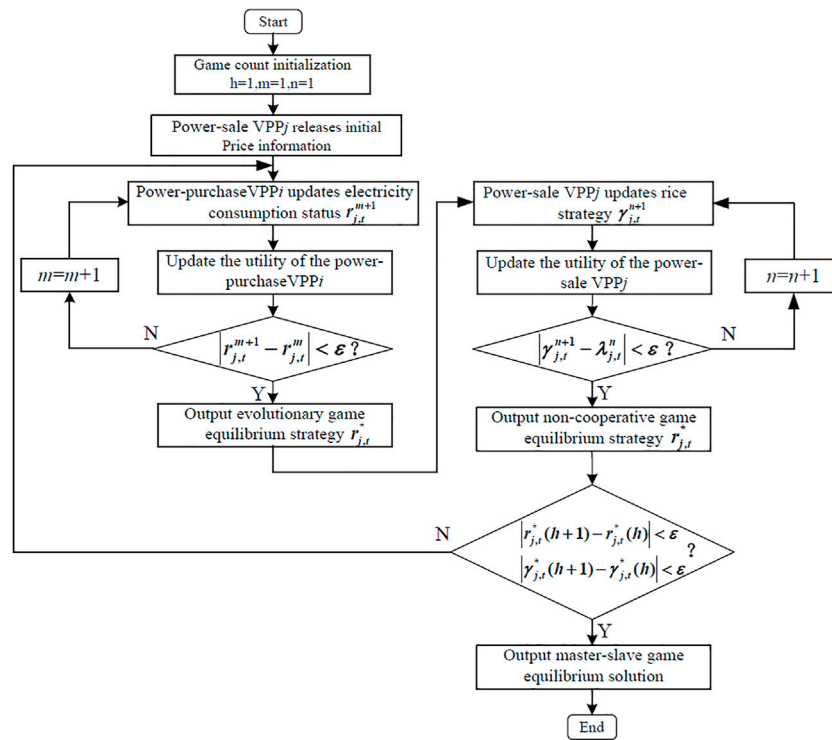 Start
Game count initialization
h=1,m=1,n=1
Power-sale VPPj releases initial
Price information
Power-purchaseVPPi updates electricity
consumption status r_{j,t}^{m+1}
Update the utility of the power-
purchaseVPPi
m=m+1
N
|r_{j,t}^{m+1} − r_{j,t}^{m}| < ε ?
Y
Output evolutionary game
equilibrium strategy r_{j,t}^{*}
Power-sale VPPj updates rice
strategy γ_{j,t}^{n+1}
Update the utility of the power-
sale VPPj
n=n+1
N
|γ_{j,t}^{n+1} − λ_{j,t}^{n}| < ε ?
Y
Output non-cooperative game
equilibrium strategy r_{j,t}^{*}
N
|r_{j,t}^{*}(h+1) − r_{j,t}^{*}(h)| < ε
?
|γ_{j,t}^{*}(h+1) − γ_{j,t}^{*}(h)| < ε
Y
Output master-slave game
equilibrium solution
End